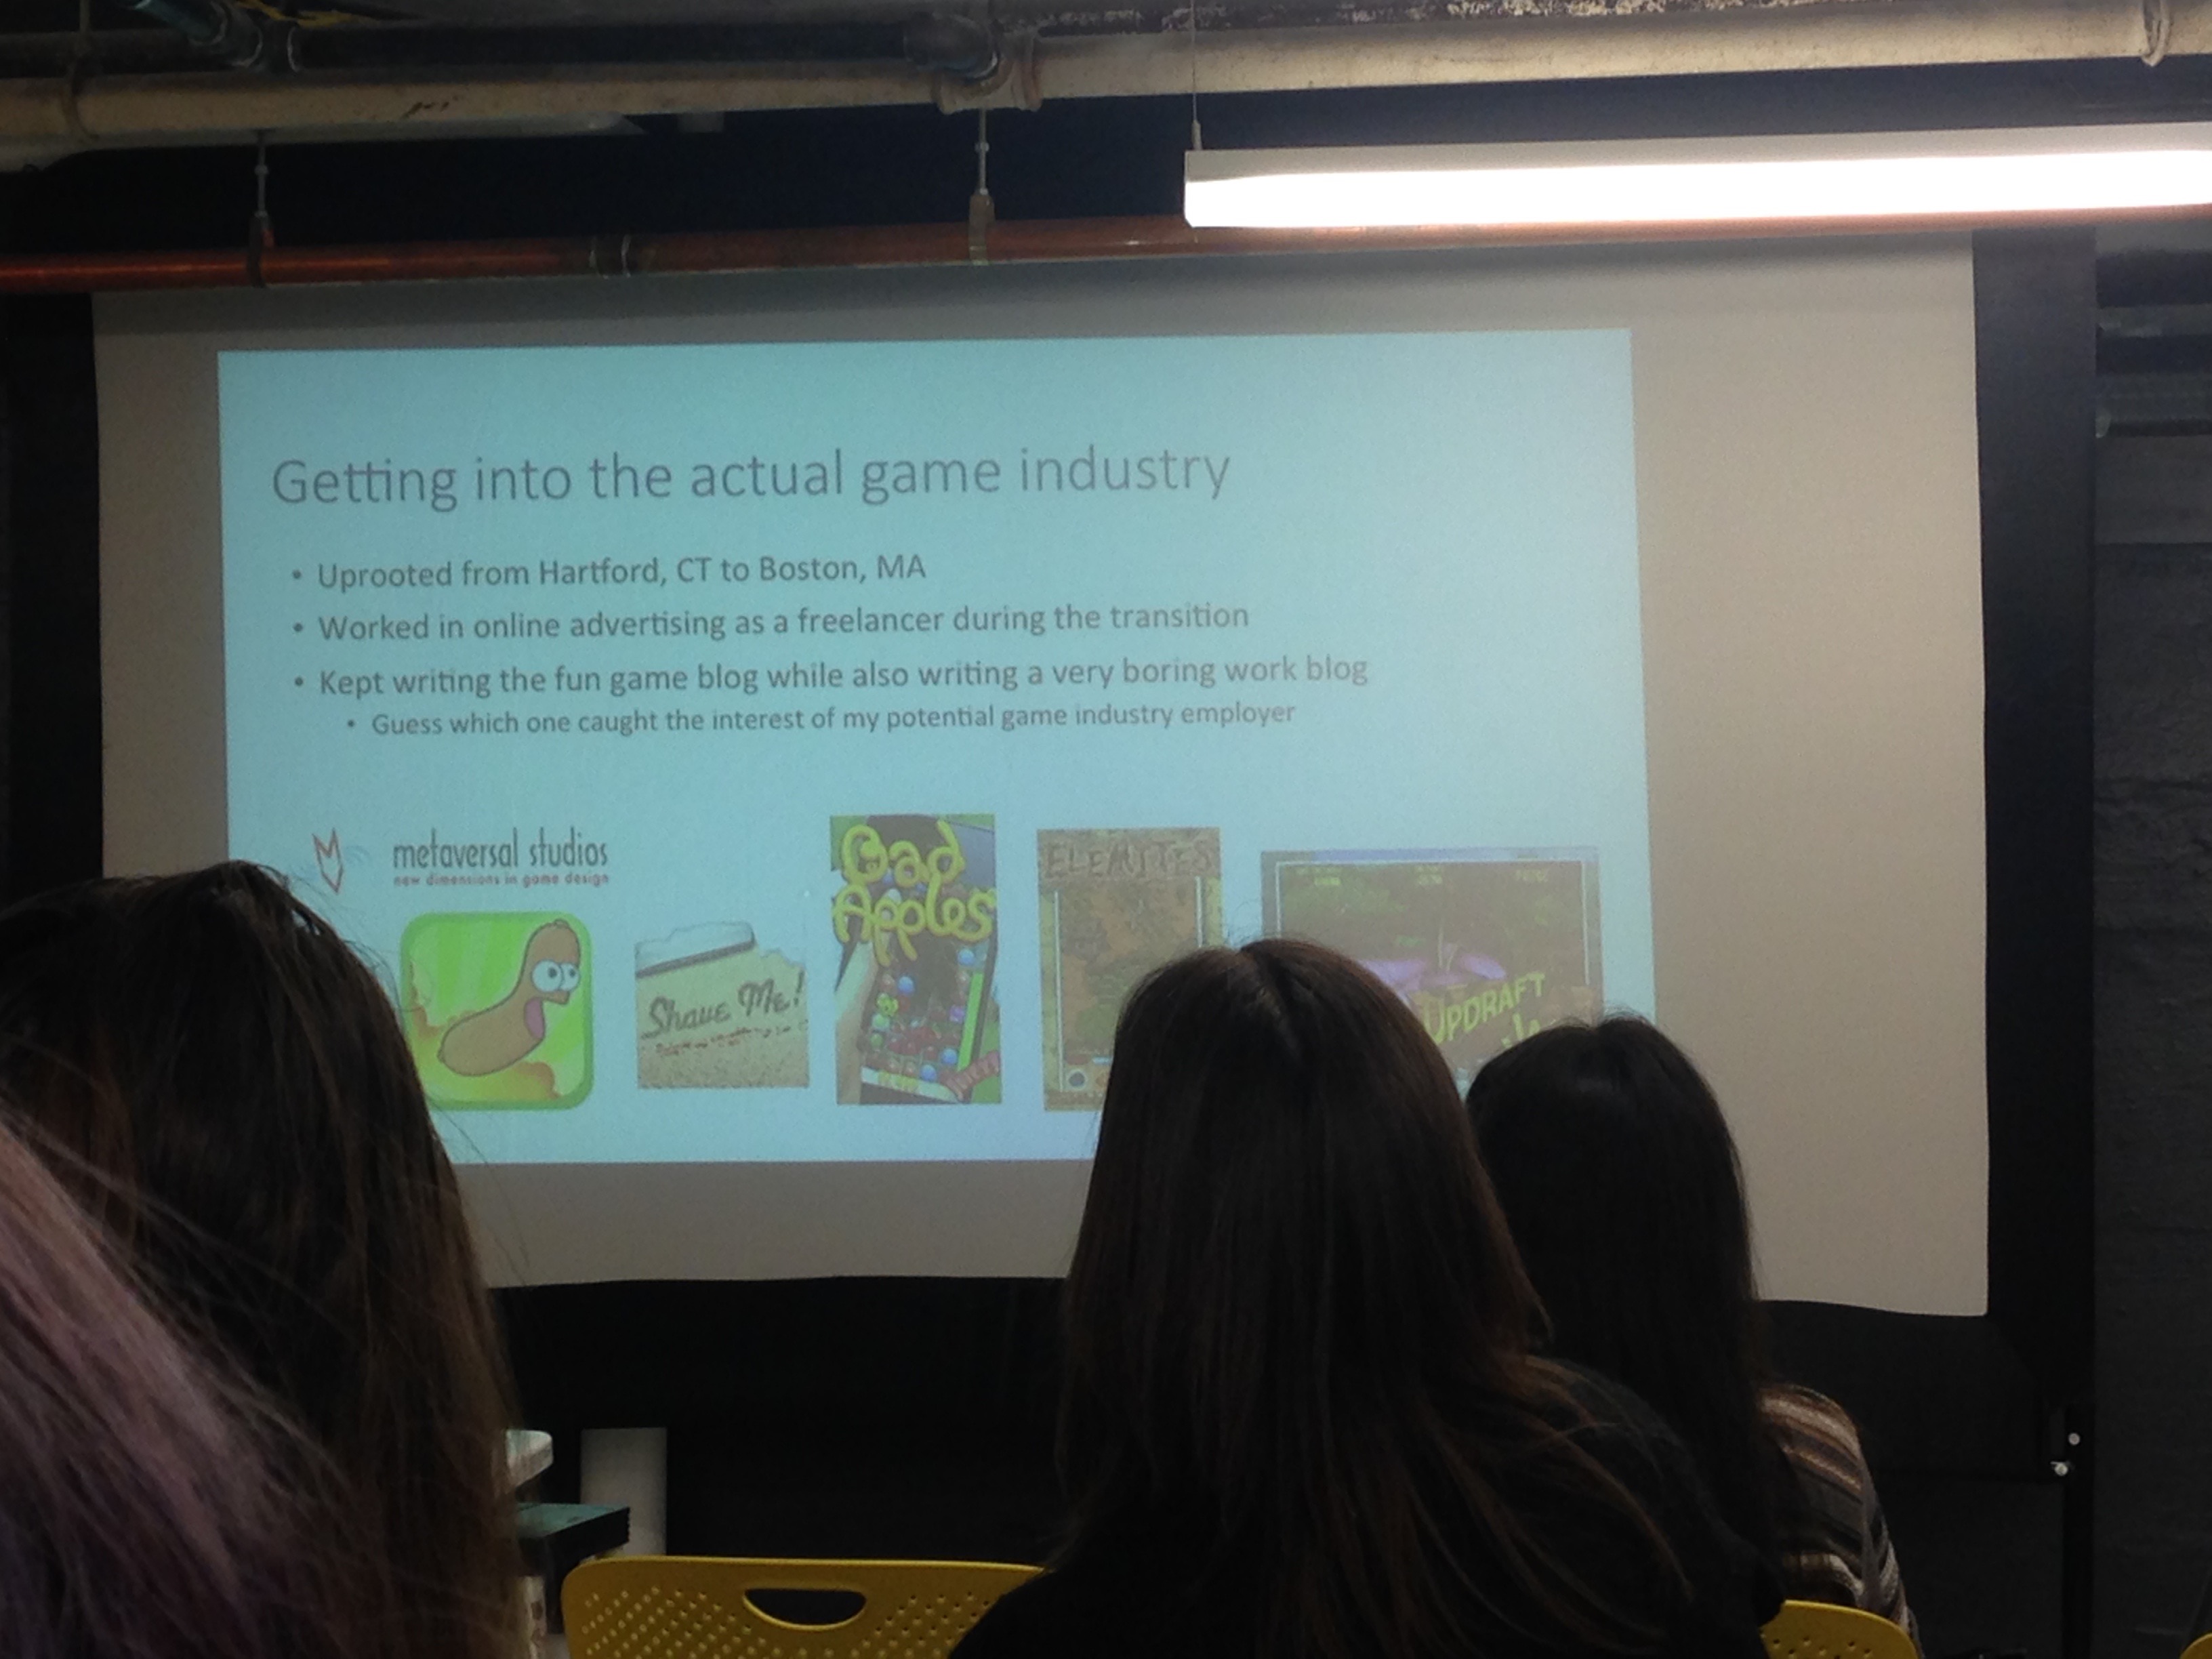 Getting into the actual game industry
• Uprooted from Hartford, CT to Boston, MA
• Worked in online advertising as a freelancer during the transition
• Kept writing the fun game blog while also writing a very boring work blog
• Guess which one caught the interest of my potential game industry employer
metaversal studios
new dimensions in game design
Shave Me!
Bad
Apples
ELEMITES
UPDRAFT